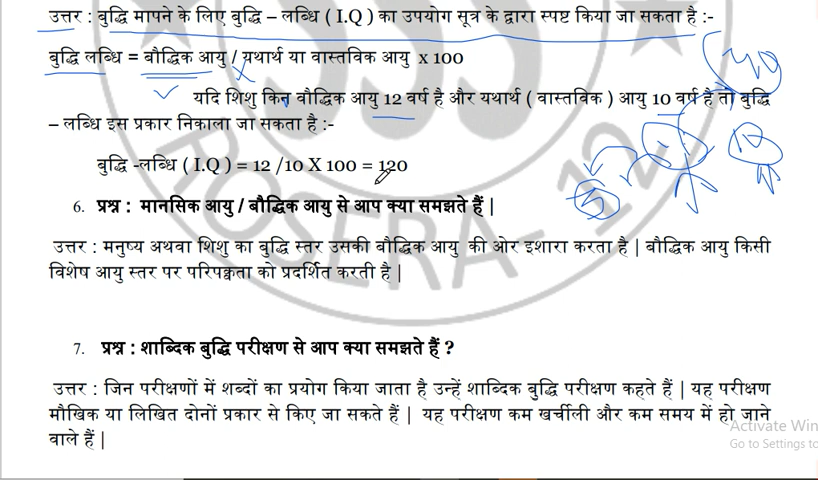 उत्तर : बुद्धि मापने के लिए बुद्धि – लब्धि ( I.Q ) का उपयोग सूत्र के द्वारा स्पष्ट किया जा सकता है :-
बुद्धि लब्धि = बौद्धिक आयु / यथार्थ या वास्तविक आयु x 100
यदि शिशु कि बौद्धिक आयु 12 वर्ष है और यथार्थ ( वास्तविक ) आयु 10 वर्ष है तो बुद्धि
– लब्धि इस प्रकार निकाला जा सकता है :-
बुद्धि -लब्धि ( I.Q ) = 12 /10 X 100 = 120
6. प्रश्न : मानसिक आयु / बौद्धिक आयु से आप क्या समझते हैं |
उत्तर : मनुष्य अथवा शिशु का बुद्धि स्तर उसकी बौद्धिक आयु की ओर इशारा करता है | बौद्धिक आयु किसी
विशेष आयु स्तर पर परिपक्वता को प्रदर्शित करती है |
7. प्रश्न : शाब्दिक बुद्धि परीक्षण से आप क्या समझते हैं ?
उत्तर : जिन परीक्षणों में शब्दों का प्रयोग किया जाता है उन्हें शाब्दिक बुद्धि परीक्षण कहते हैं | यह परीक्षण
मौखिक या लिखित दोनों प्रकार से किए जा सकते हैं | यह परीक्षण कम खर्चीली और कम समय में हो जाने
वाले हैं |
SSS
ROSERA- 12
Activate Win
Go to Settings to